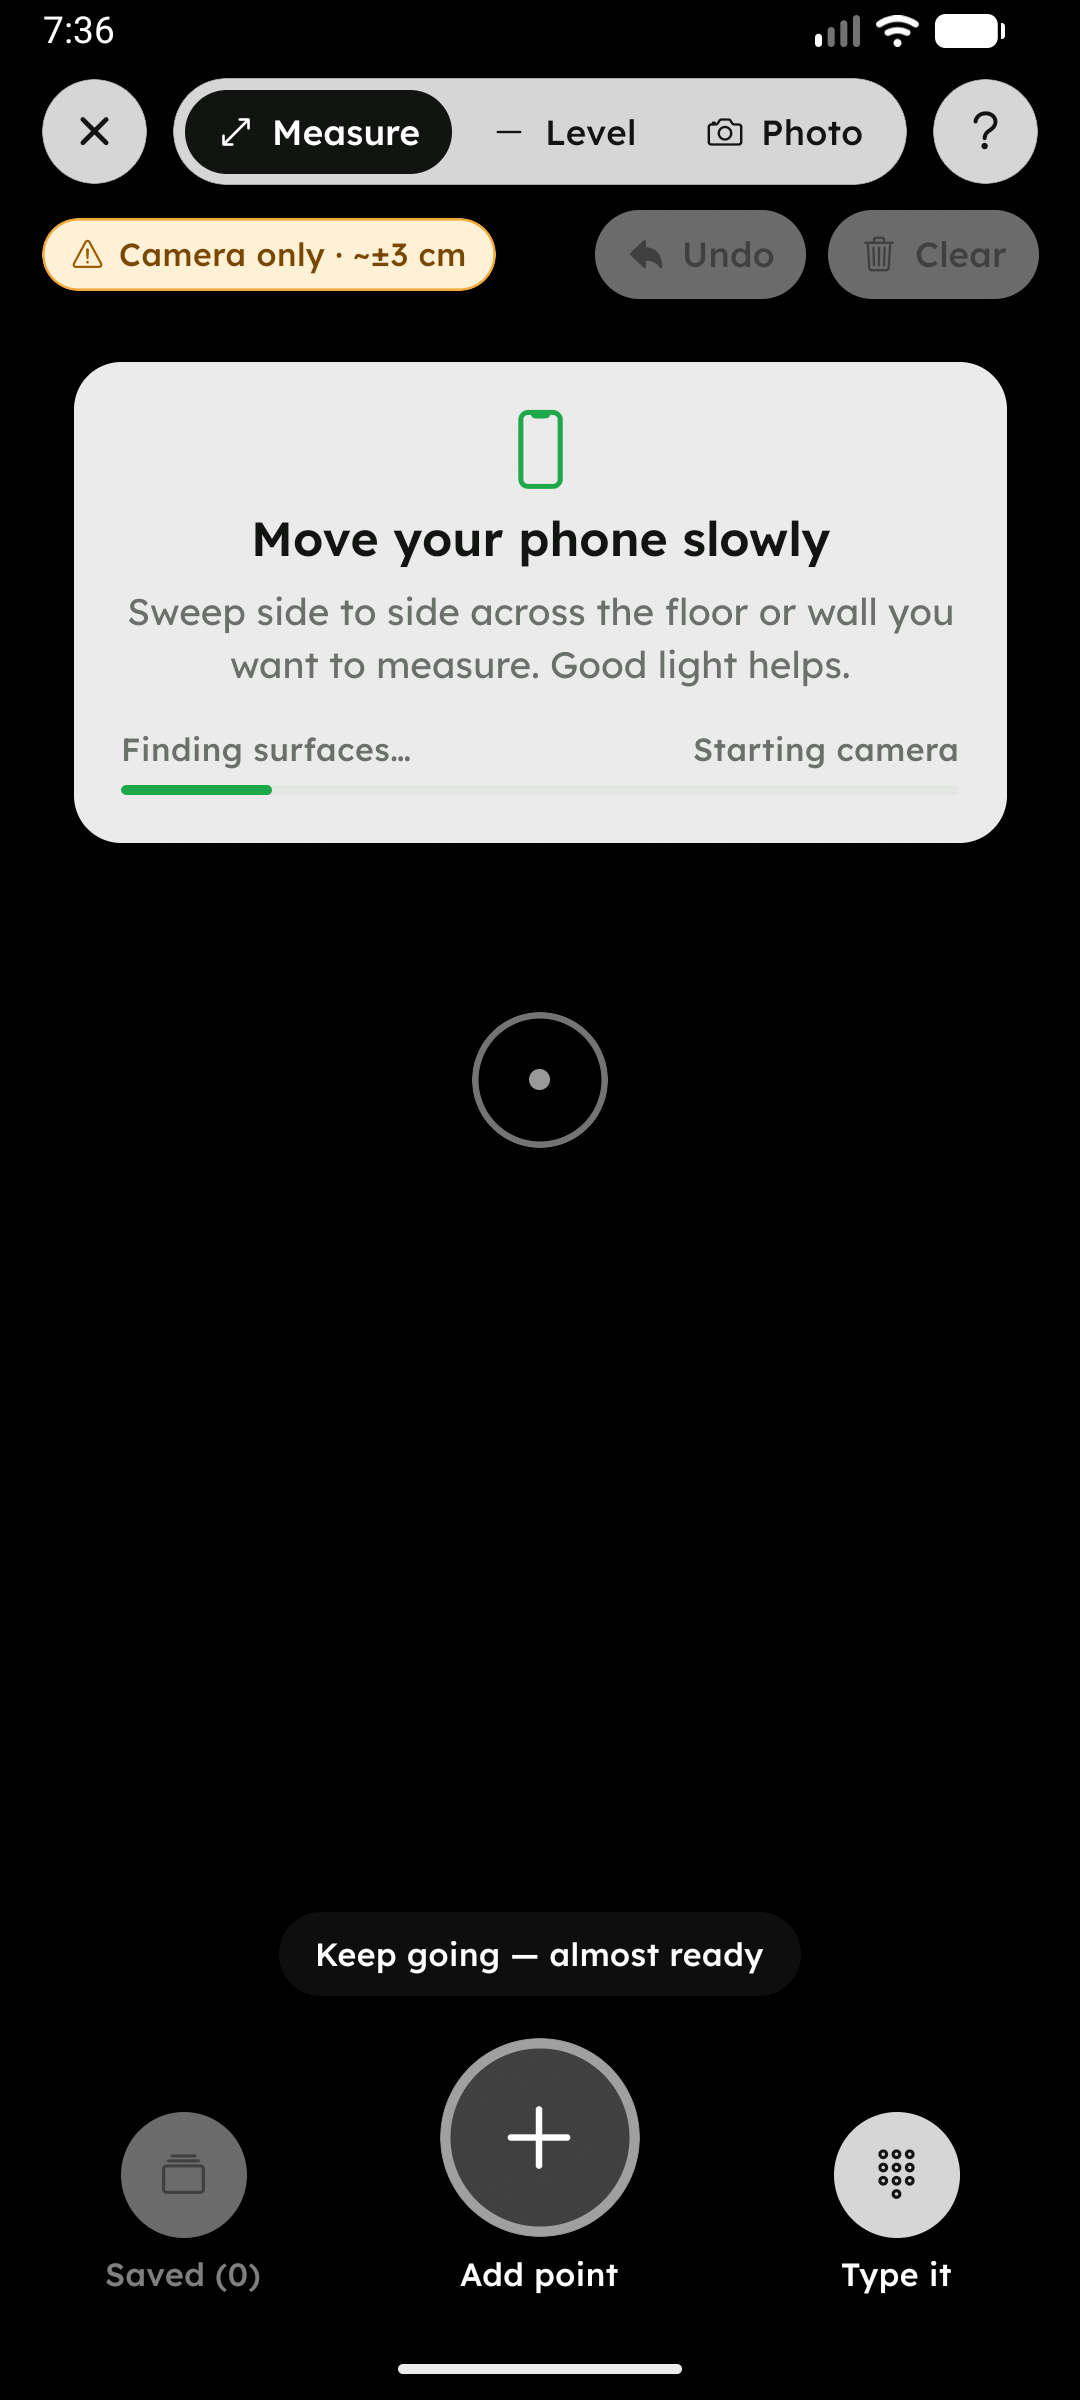 7:36
Measure
Level
Photo
?
Camera only · ~±3 cm
Undo
Clear
Move your phone slowly
Sweep side to side across the floor or wall you
want to measure. Good light helps.
Finding surfaces…
Starting camera
Keep going — almost ready
Saved (0)
Add point
Type it